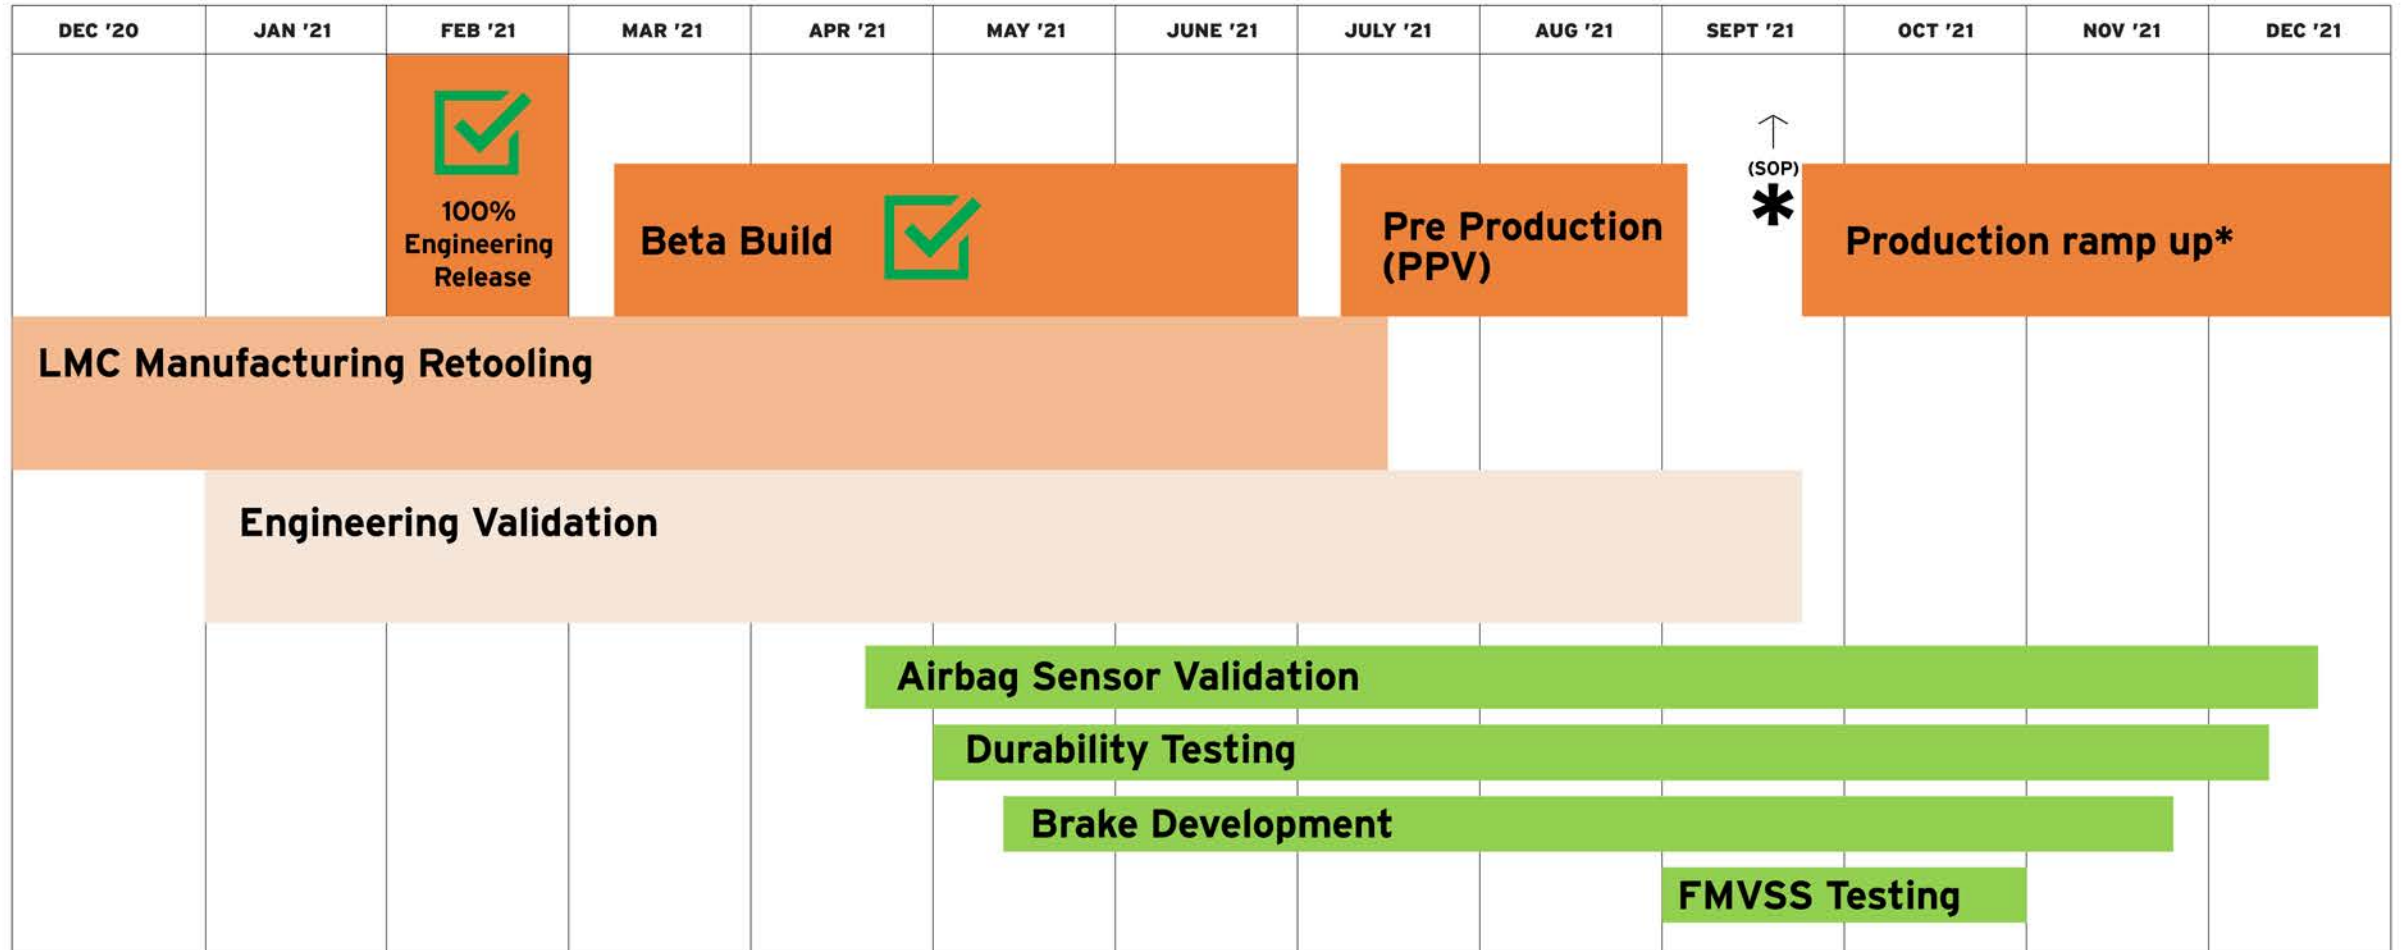 DEC '20 JAN '21 FEB '21 MAR '21 APR '21 MAY '21 JUNE '21 JULY '21 AUG '21 SEPT '21 OCT '21 NOV '21 DEC '21
100%
Engineering
Release
Beta Build
Pre Production
(PPV)
(SOP)
*
Production ramp up*
LMC Manufacturing Retooling
Engineering Validation
Airbag Sensor Validation
Durability Testing
Brake Development
FMVSS Testing